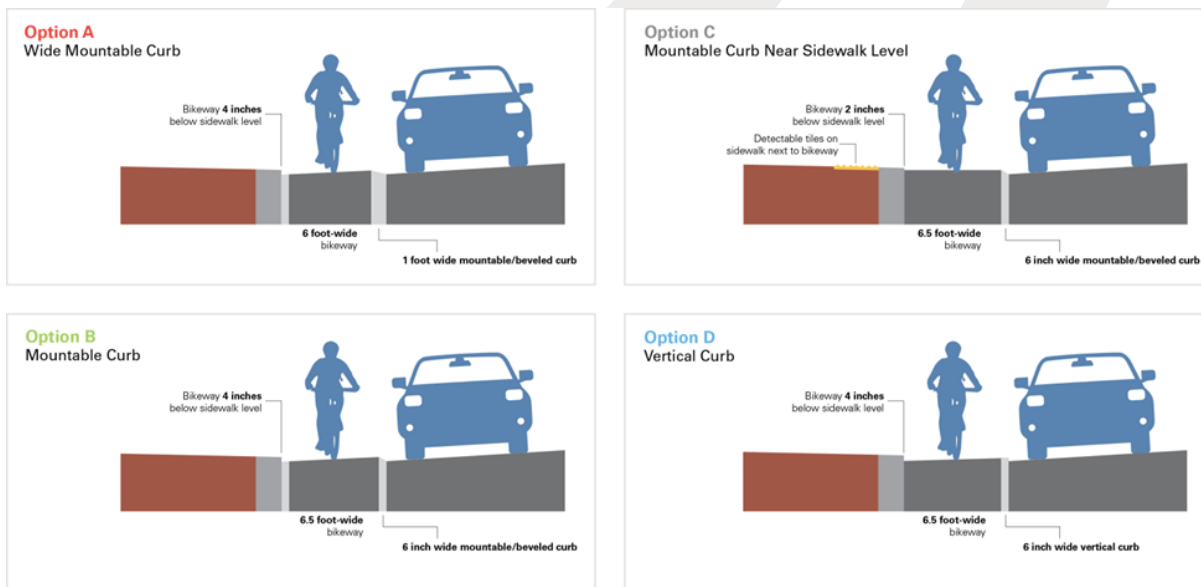 Option A
Wide Mountable Curb
Bikeway 4 inches
below sidewalk level
6 foot-wide
bikeway
1 foot wide mountable/beveled curb
Option C
Mountable Curb Near Sidewalk Level
Bikeway 2 inches
below sidewalk level
Detectable tiles on
sidewalk next to bikeway
6.5 foot-wide
bikeway
6 inch wide mountable/beveled curb
Option B
Mountable Curb
Bikeway 4 inches
below sidewalk level
6.5 foot-wide
bikeway
6 inch wide mountable/beveled curb
Option D
Vertical Curb
Bikeway 4 inches
below sidewalk level
6.5 foot-wide
bikeway
6 inch wide vertical curb